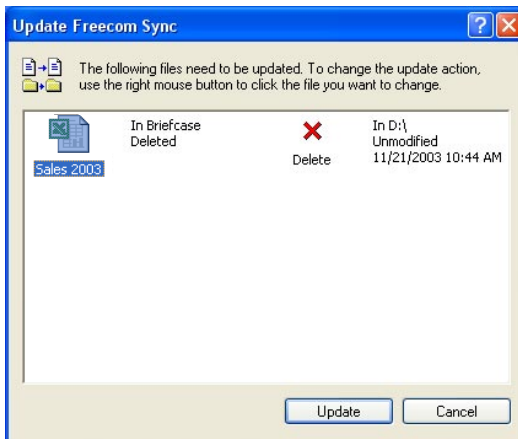 Update Freecom Sync
The following files need to be updated. To change the update action,
use the right mouse button to click the file you want to change.
Sales 2003
In Briefcase
Deleted
Delete
In D:\
Unmodified
11/21/2003 10:44 AM
Update
Cancel